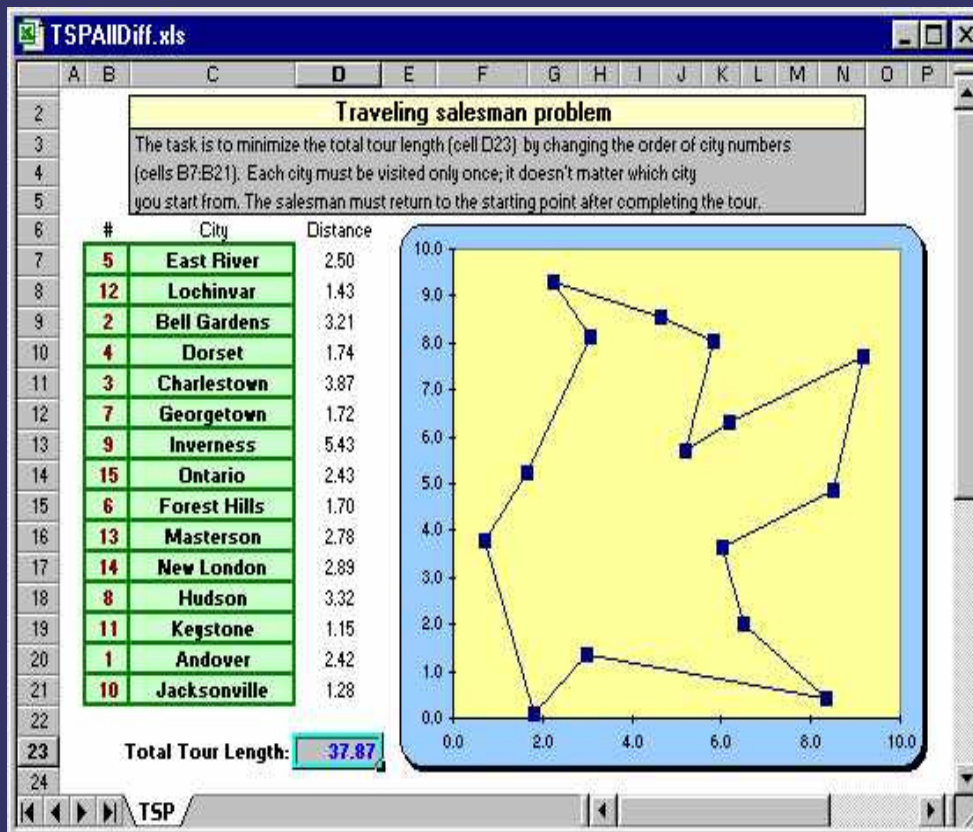 TSPAllDiff.xls
A B C D E F G H I J K L M N O P
2 Traveling salesman problem
3 The task is to minimize the total tour length (cell D23) by changing the order of city numbers
4 (cells B7:B21). Each city must be visited only once; it doesn't matter which city
5 you start from. The salesman must return to the starting point after completing the tour.
6 # City Distance
7 5 East River 2.50
8 12 Lochinvar 1.43
9 2 Bell Gardens 3.21
10 4 Dorset 1.74
11 3 Charlestown 3.87
12 7 Georgetown 1.72
13 9 Inverness 5.43
14 15 Ontario 2.43
15 6 Forest Hills 1.70
16 13 Masterson 2.78
17 14 New London 2.89
18 8 Hudson 3.32
19 11 Keystone 1.15
20 1 Andover 2.42
21 10 Jacksonville 1.28
22
23 Total Tour Length: 37.87
24
10.0
9.0
8.0
7.0
6.0
5.0
4.0
3.0
2.0
1.0
0.0
0.0 2.0 4.0 6.0 8.0 10.0
TSP